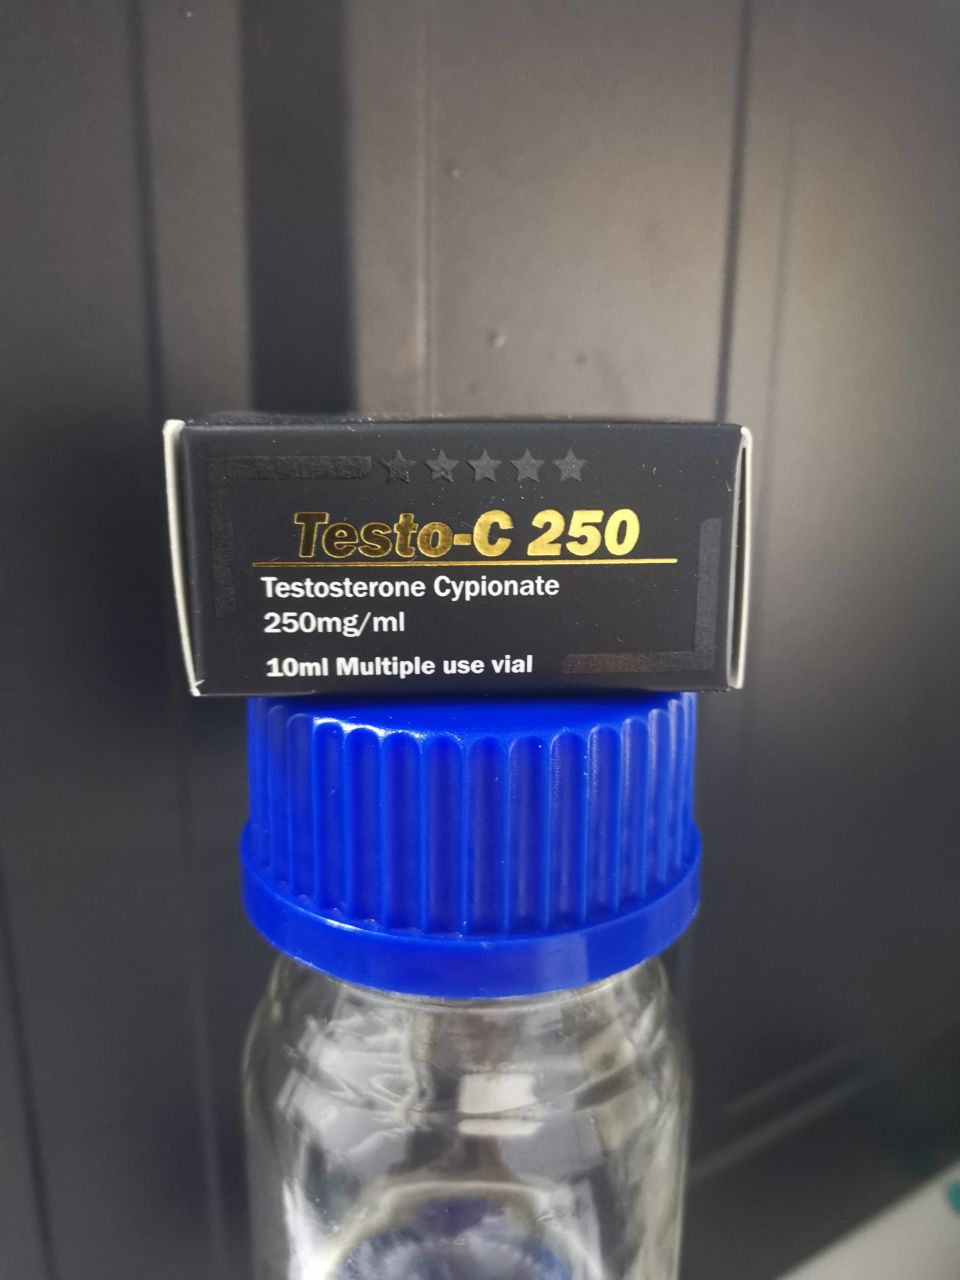 Testo-C 250
Testosterone Cypionate
250mg/ml
10ml Multiple use vial